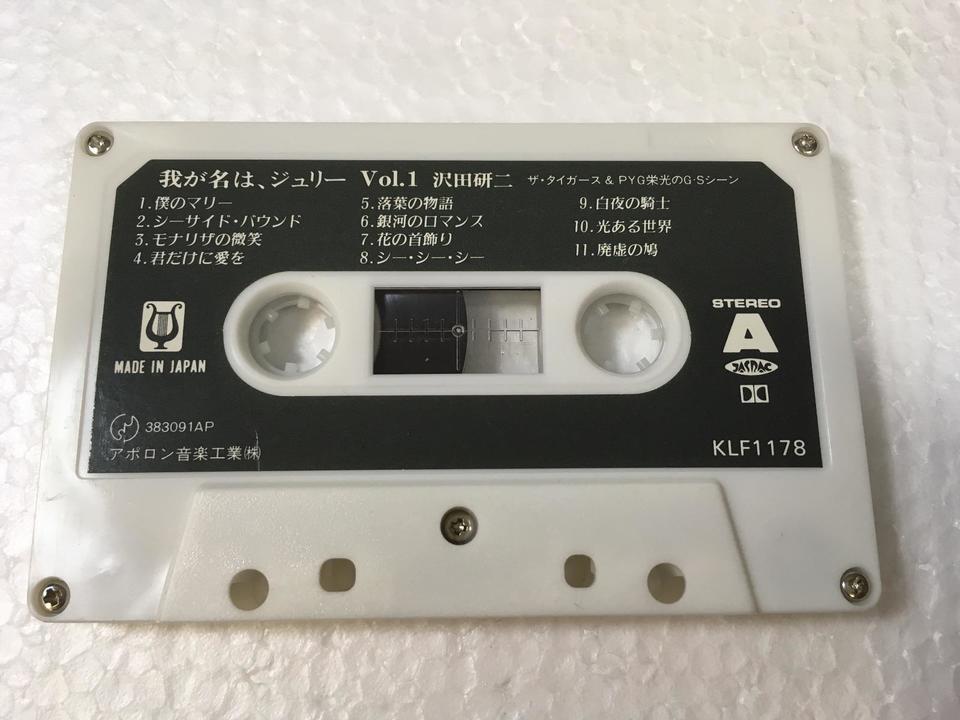 我が名は、ジュリー Vol.1 沢田研二 ザ・タイガース & PYG栄光のG・Sシーン
1.僕のマリー
2.シーサイド・バウンド
3.モナリザの微笑
4.君だけに愛を
5.落葉の物語
6.銀河のロマンス
7.花の首飾り
8.シー・シー・シー
9.白夜の騎士
10.光ある世界
11.廃虚の鳩
MADE IN JAPAN
STEREO
A
JASRAC
383091AP
アポロン音楽工業㈱
KLF1178